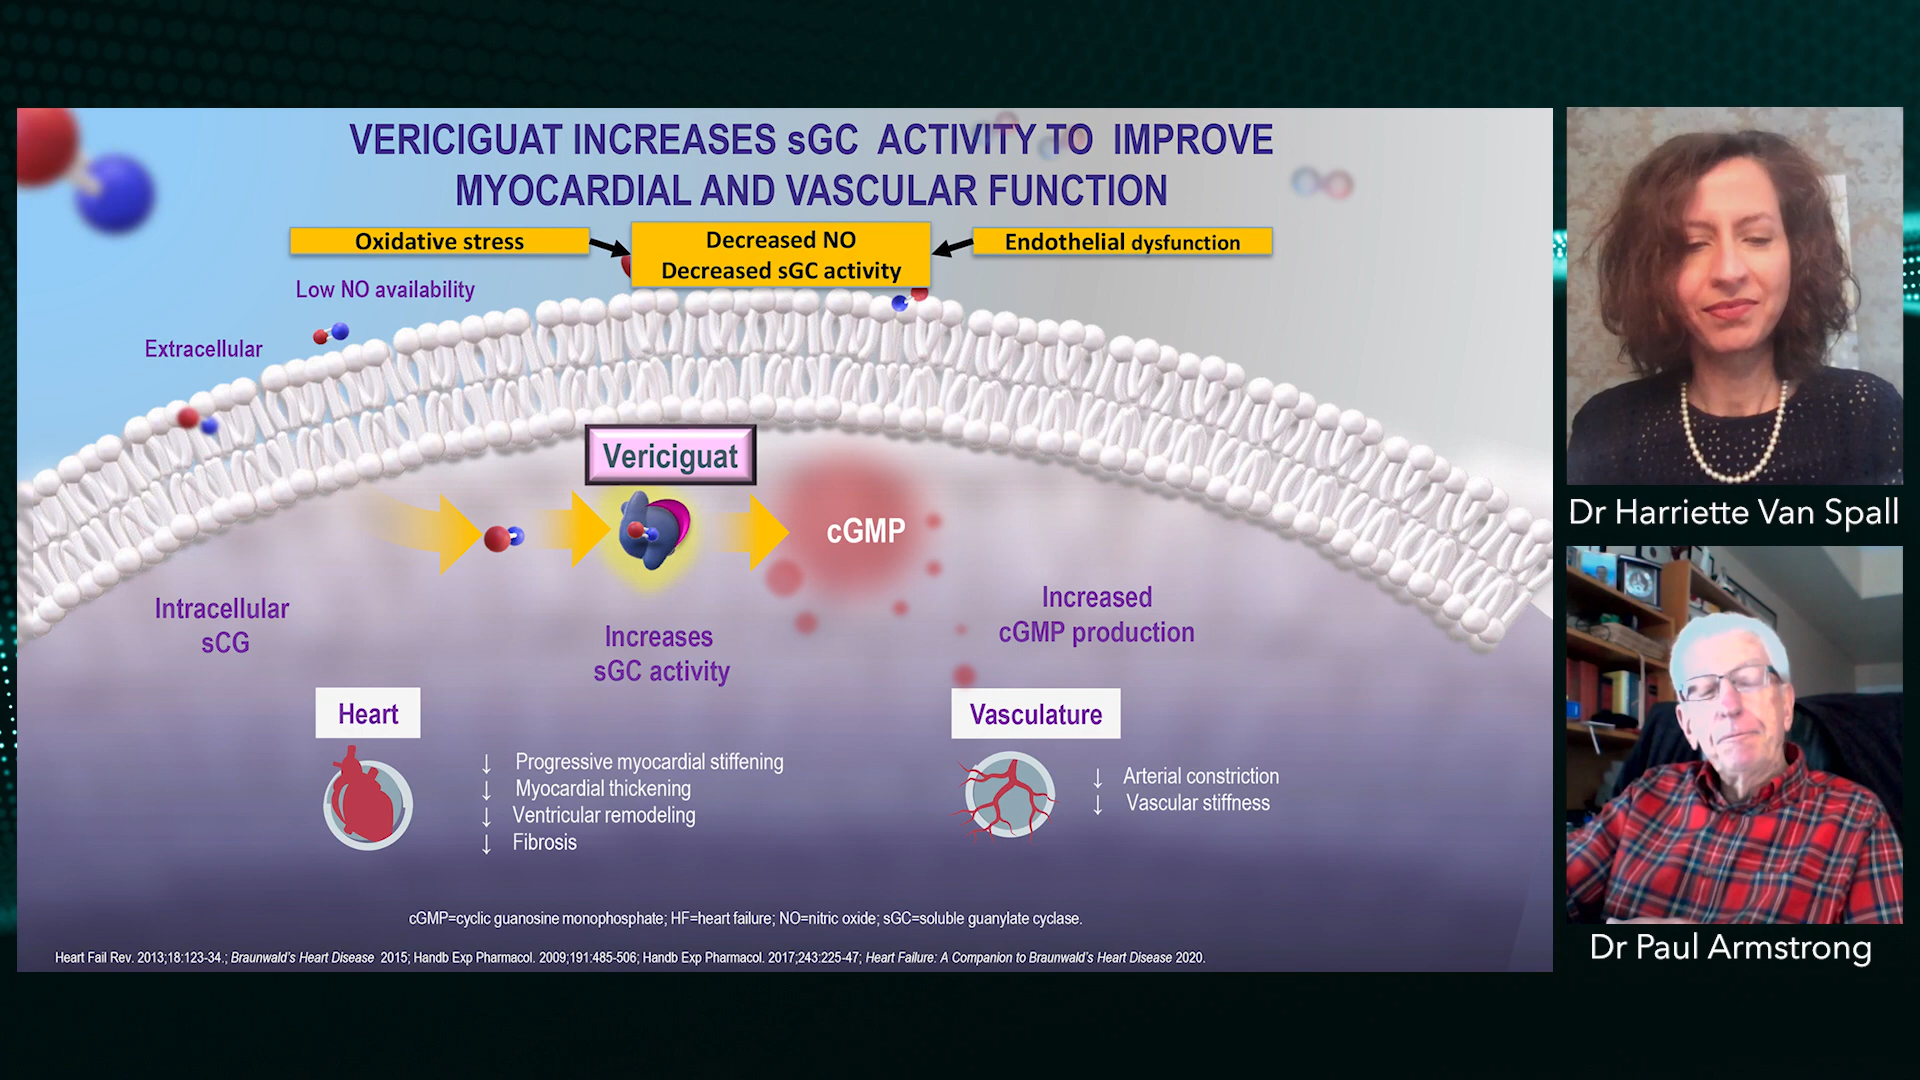 VERICIGUAT INCREASES sGC ACTIVITY TO IMPROVE
MYOCARDIAL AND VASCULAR FUNCTION
Oxidative stress
Decreased NO
Decreased sGC activity
Endothelial dysfunction
Low NO availability
Extracellular
Vericiguat
cGMP
Intracellular
sCG
Increases
sGC activity
Increased
cGMP production
Heart
↓ Progressive myocardial stiffening
↓ Myocardial thickening
↓ Ventricular remodeling
↓ Fibrosis
Vasculature
↓ Arterial constriction
↓ Vascular stiffness
cGMP=cyclic guanosine monophosphate; HF=heart failure; NO=nitric oxide; sGC=soluble guanylate cyclase.
Heart Fail Rev. 2013;18:123-34.; Braunwald's Heart Disease 2015; Handb Exp Pharmacol. 2009;191:485-506; Handb Exp Pharmacol. 2017;243:225-47; Heart Failure: A Companion to Braunwald's Heart Disease 2020.
Dr Harriette Van Spall
Dr Paul Armstrong